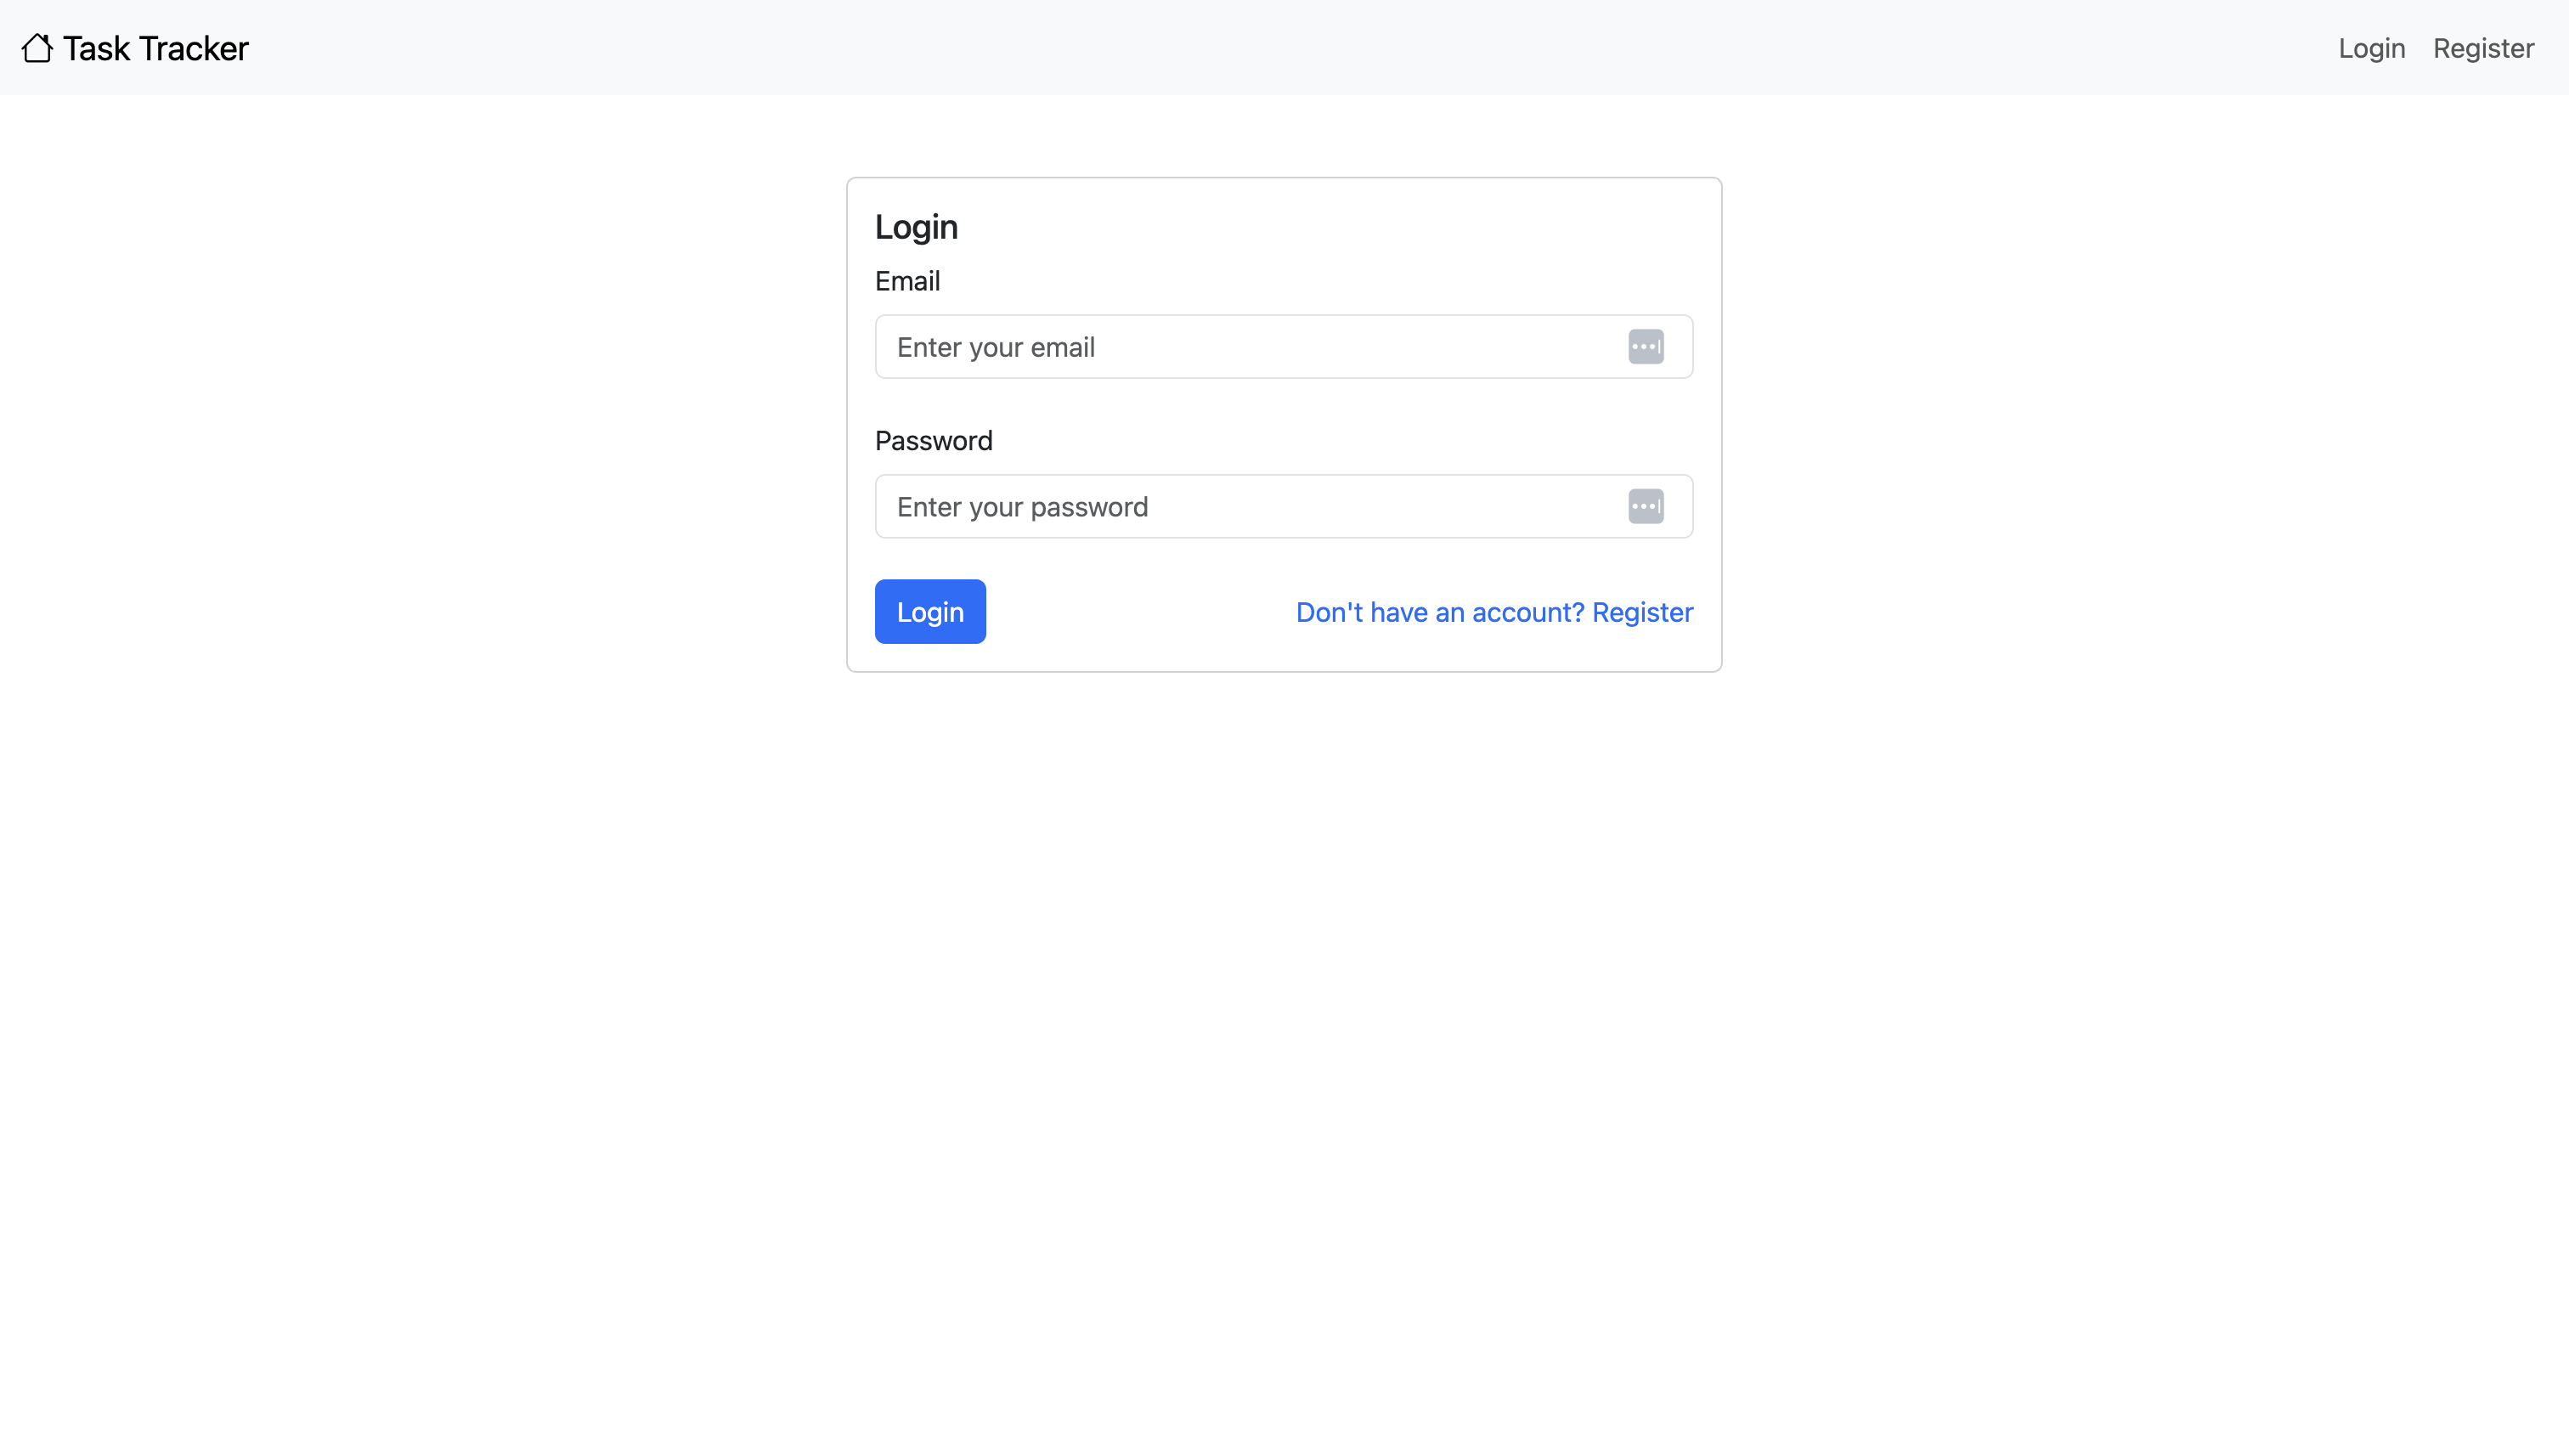 Task Tracker
Login
Register
Login
Email
Enter your email
Password
Enter your password
Login
Don't have an account? Register